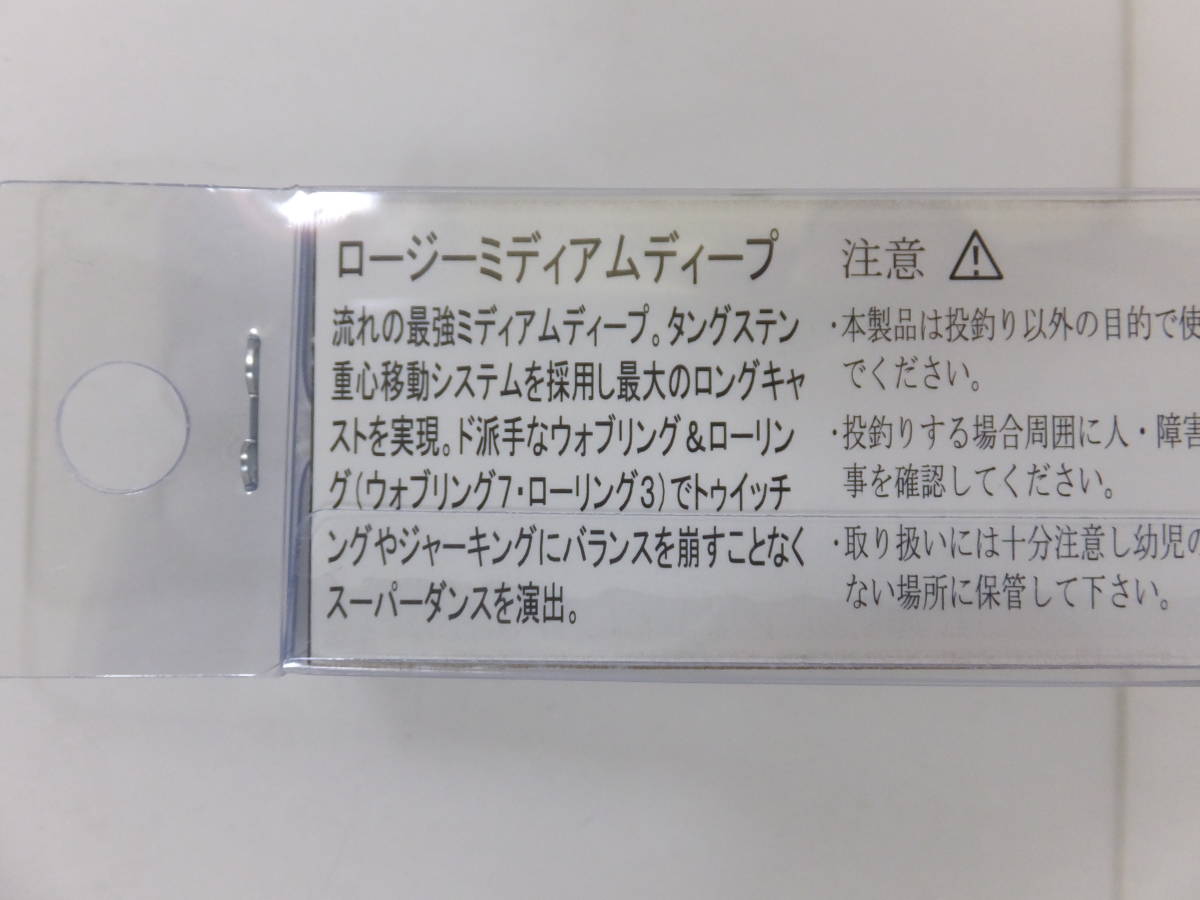 ロージーミディアムディープ
流れの最強ミディアムディープ。タングステン
重心移動システムを採用し最大のロングキャ
ストを実現。ド派手なウォブリング＆ローリン
グ(ウォブリング7・ローリング3)でトゥイッチ
ングやジャーキングにバランスを崩すことなく
スーパーダンスを演出。
注意
・本製品は投釣り以外の目的で使
でください。
・投釣りする場合周囲に人・障害
事を確認してください。
・取り扱いには十分注意し幼児の
ない場所に保管して下さい。